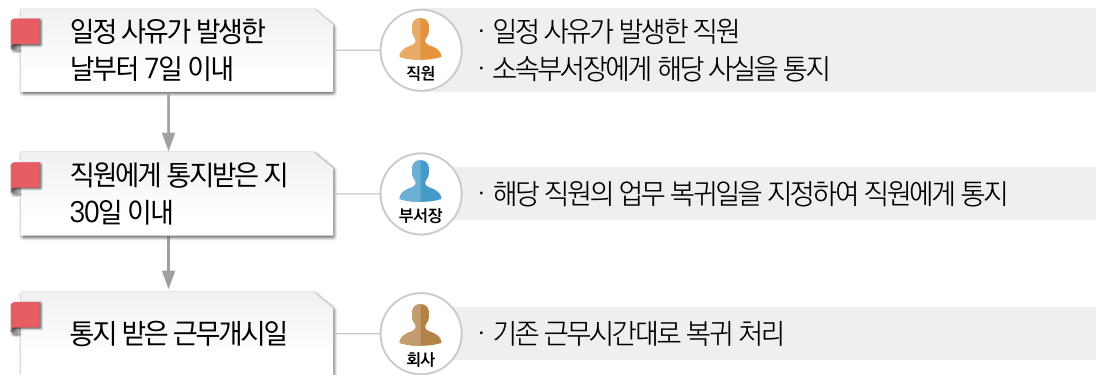 일정 사유가 발생한
날부터 7일 이내
직원
· 일정 사유가 발생한 직원
· 소속부서장에게 해당 사실을 통지
직원에게 통지받은 지
30일 이내
부서장
· 해당 직원의 업무 복귀일을 지정하여 직원에게 통지
통지 받은 근무개시일
회사
· 기존 근무시간대로 복귀 처리